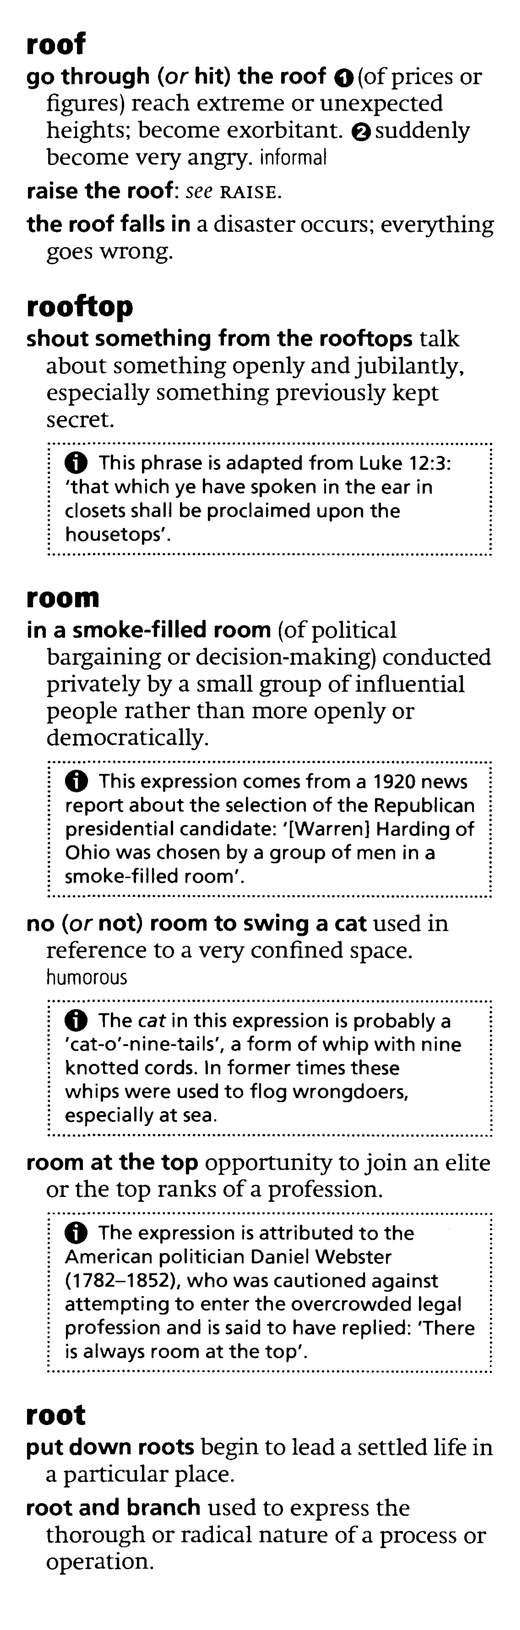 roof
go through (or hit) the roof ❶ (of prices or
figures) reach extreme or unexpected
heights; become exorbitant. ❷ suddenly
become very angry. informal
raise the roof: see RAISE.
the roof falls in a disaster occurs; everything
goes wrong.
rooftop
shout something from the rooftops talk
about something openly and jubilantly,
especially something previously kept
secret.
This phrase is adapted from Luke 12:3:
'that which ye have spoken in the ear in
closets shall be proclaimed upon the
housetops'.
room
in a smoke-filled room (of political
bargaining or decision-making) conducted
privately by a small group of influential
people rather than more openly or
democratically.
This expression comes from a 1920 news
report about the selection of the Republican
presidential candidate: '[Warren] Harding of
Ohio was chosen by a group of men in a
smoke-filled room'.
no (or not) room to swing a cat used in
reference to a very confined space.
humorous
The cat in this expression is probably a
'cat-o'-nine-tails', a form of whip with nine
knotted cords. In former times these
whips were used to flog wrongdoers,
especially at sea.
room at the top opportunity to join an elite
or the top ranks of a profession.
The expression is attributed to the
American politician Daniel Webster
(1782–1852), who was cautioned against
attempting to enter the overcrowded legal
profession and is said to have replied: 'There
is always room at the top'.
root
put down roots begin to lead a settled life in
a particular place.
root and branch used to express the
thorough or radical nature of a process or
operation.